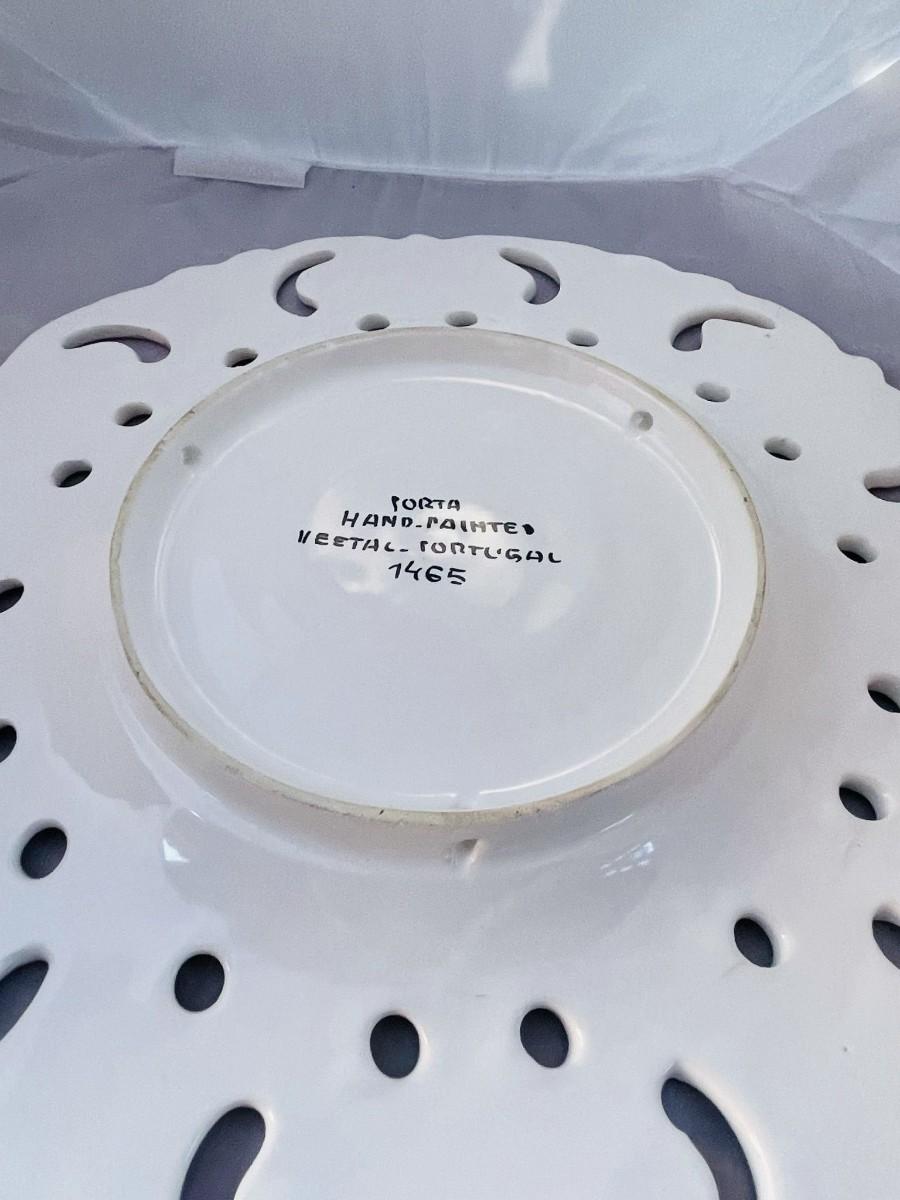 PORTA
HAND-PAINTED
VEETAL-PORTUGAL
1465